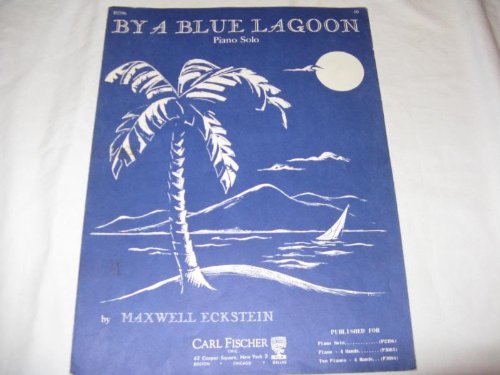 BY A BLUE LAGOON
Piano Solo
by MAXWELL ECKSTEIN
CARL FISCHER
INC.
62 Cooper Square, New York 3
BOSTON • CHICAGO • DALLAS
PUBLISHED FOR
Piano Solo
Piano - 4 Hands
Two Pianos - 4 Hands